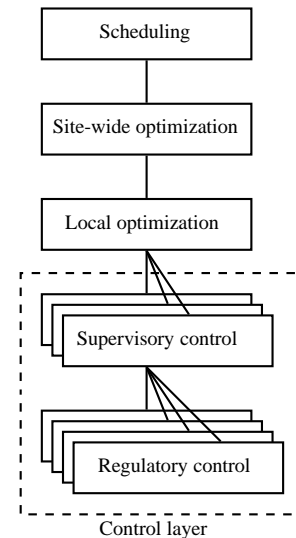 Scheduling
Site-wide optimization
Local optimization
Supervisory control
Regulatory control
Control layer